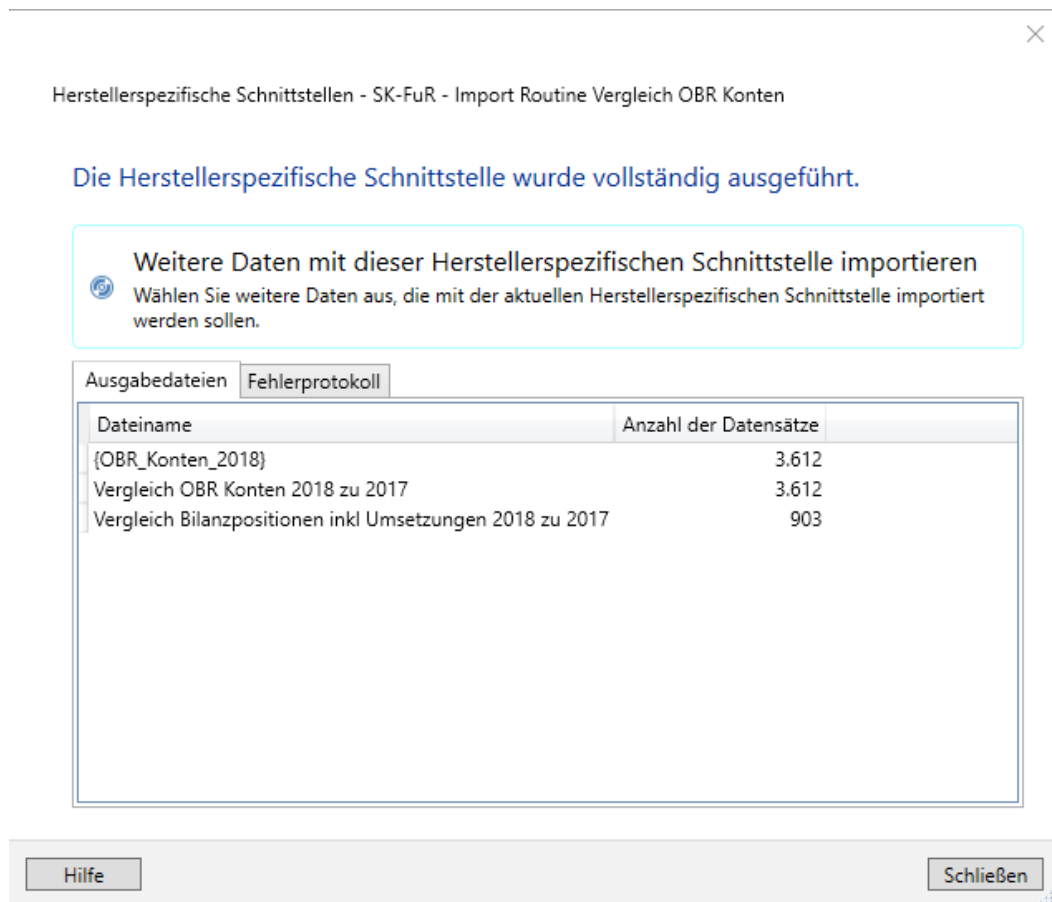 Herstellerspezifische Schnittstellen - SK-FuR - Import Routine Vergleich OBR Konten
Die Herstellerspezifische Schnittstelle wurde vollständig ausgeführt.
Weitere Daten mit dieser Herstellerspezifischen Schnittstelle importieren
Wählen Sie weitere Daten aus, die mit der aktuellen Herstellerspezifischen Schnittstelle importiert
werden sollen.
Ausgabedateien Fehlerprotokoll
Dateiname Anzahl der Datensätze
{OBR_Konten_2018} 3.612
Vergleich OBR Konten 2018 zu 2017 3.612
Vergleich Bilanzpositionen inkl Umsetzungen 2018 zu 2017 903
Hilfe Schließen